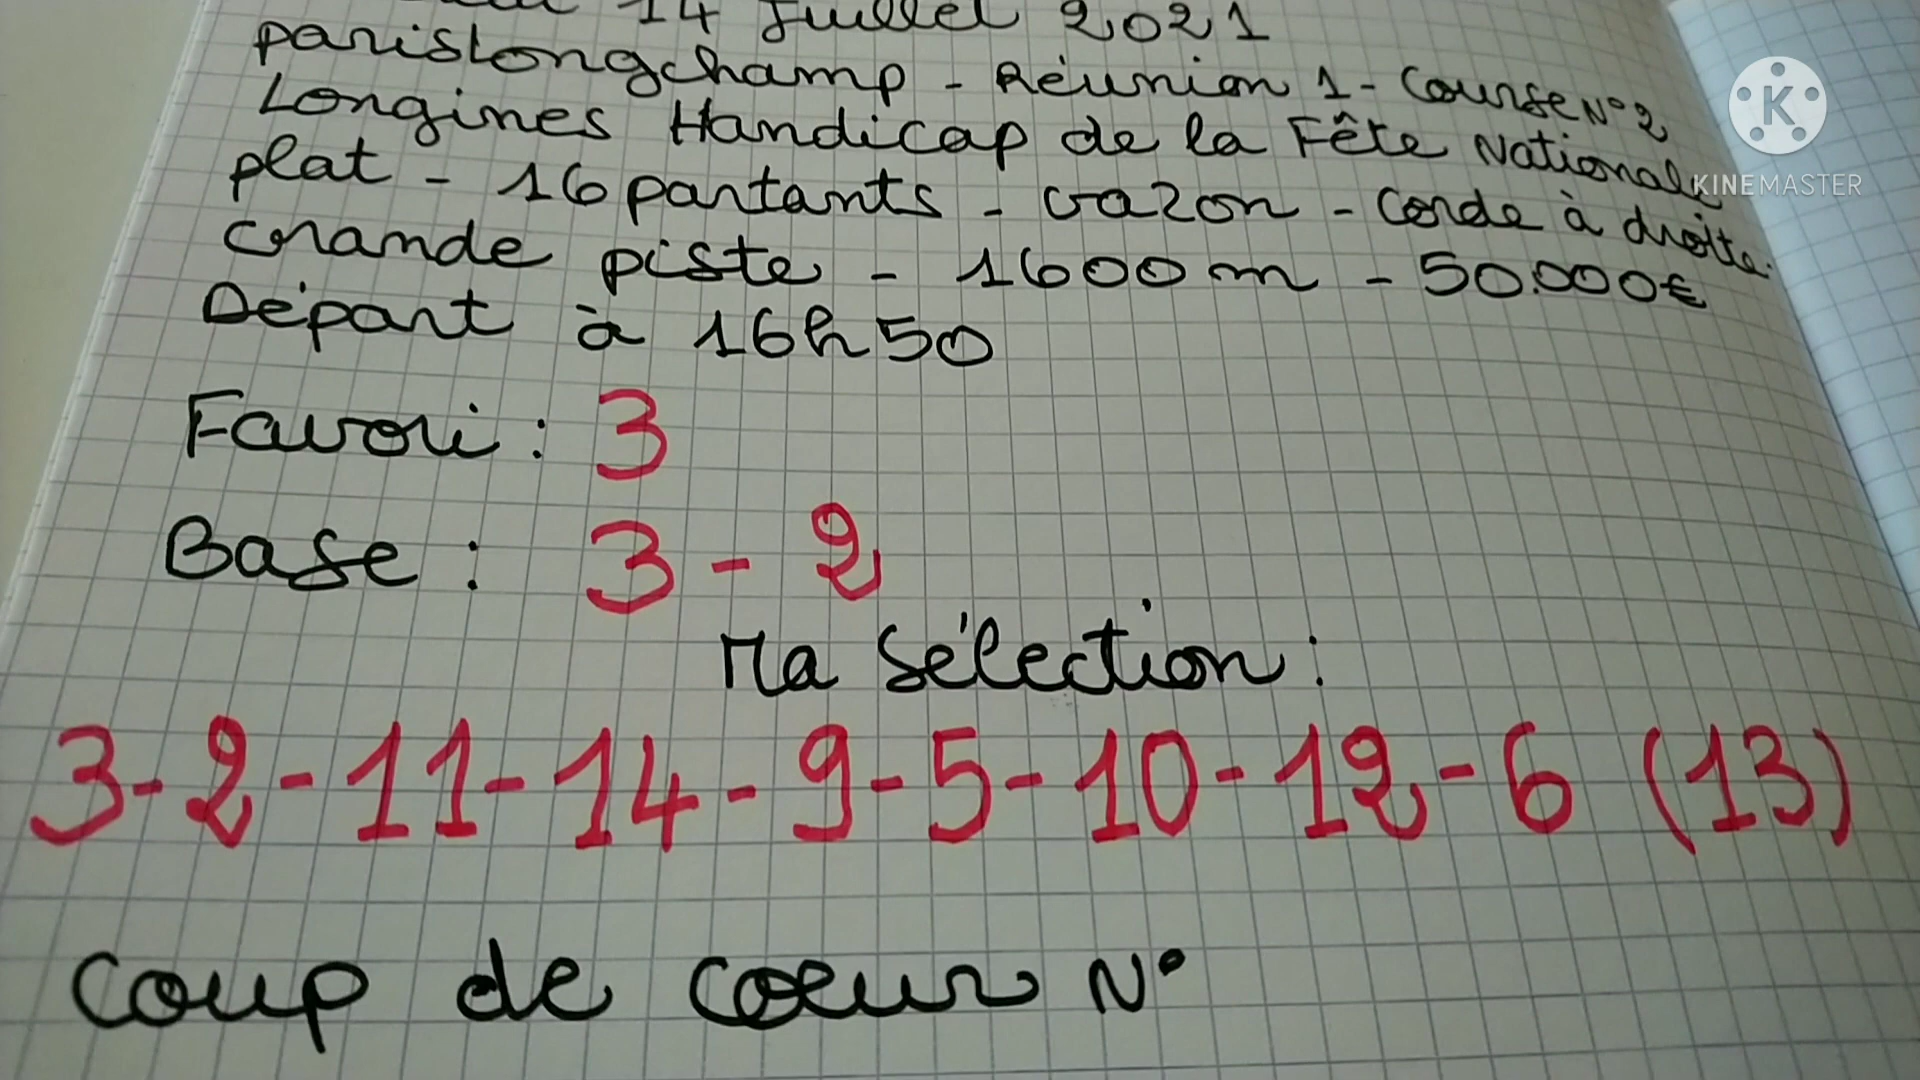 14 Juillet 2021
parisLongchamp - Réunion 1 - Course N° 2
Longines Handicap de la Fête Nationale
plat - 16 partants - Gazon - Corde à droite.
Grande piste - 1600 m - 50.000€
Départ à 16h50
Favori : 3
Base : 3 - 2
Ma Sélection :
3-2-11-14-9-5-10-12-6 (13)
Coup de Coeur N°
K
KINEMASTER